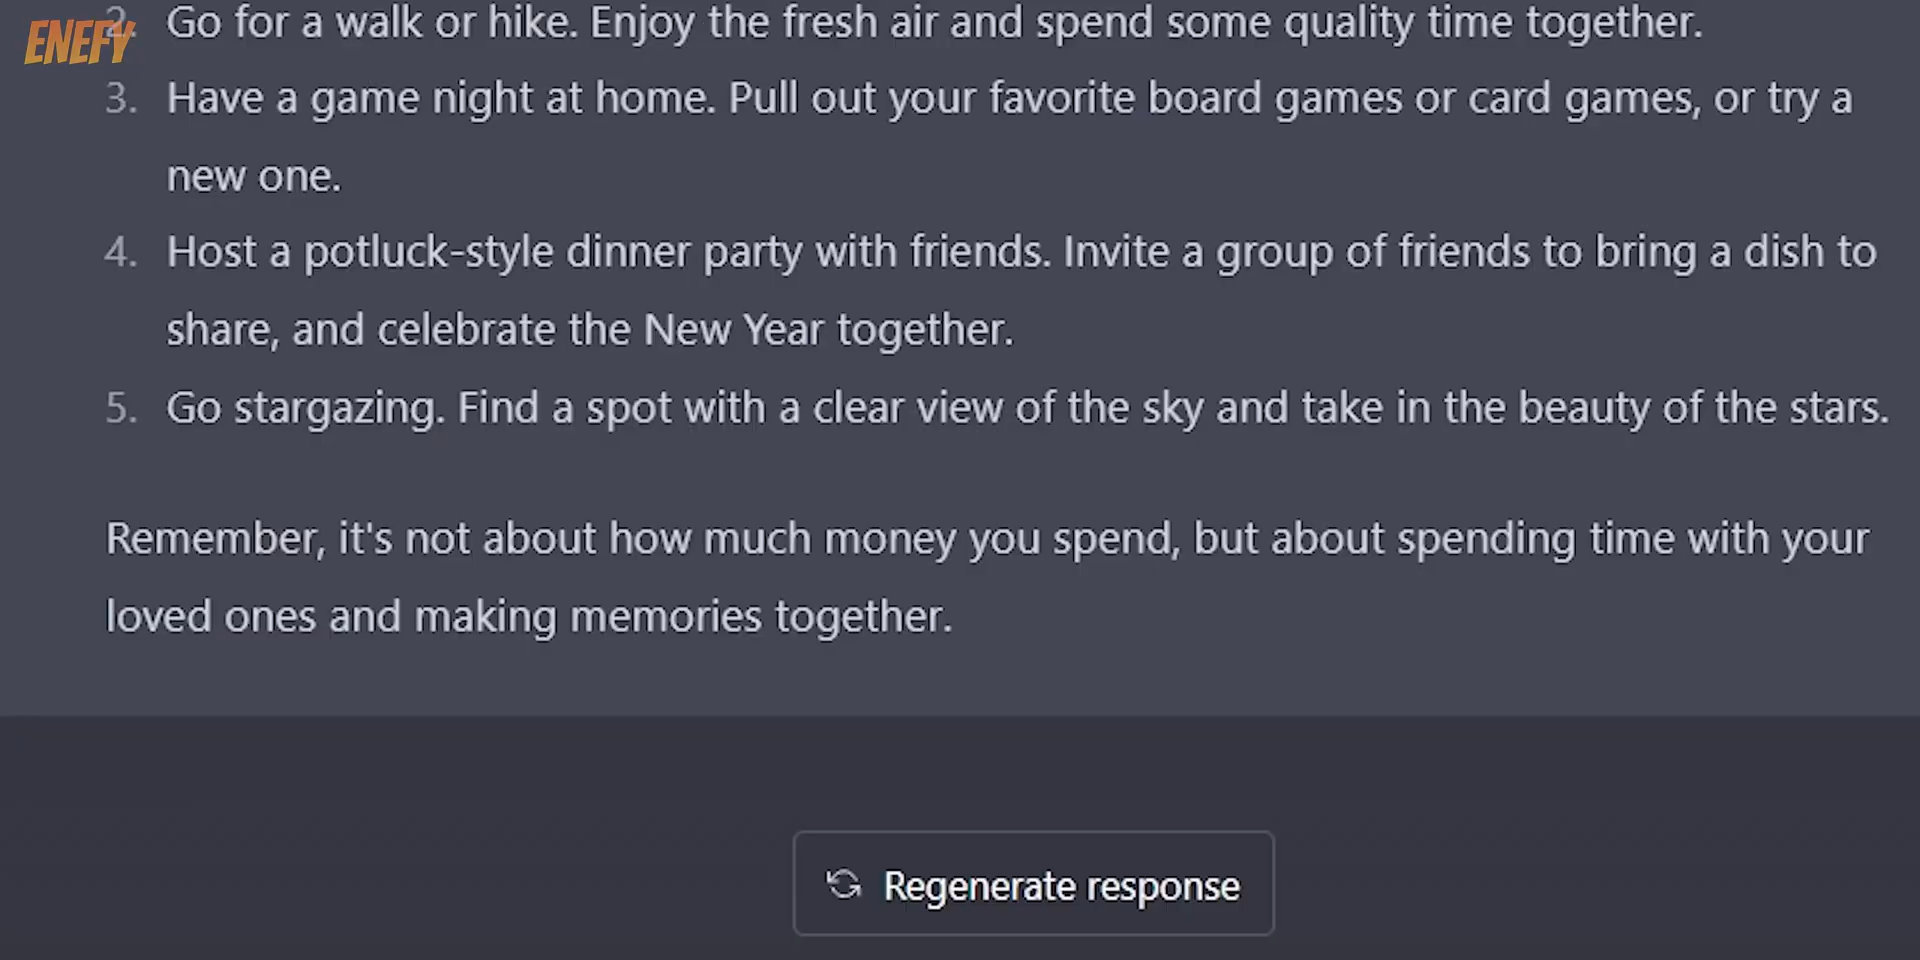 ENEFY
2. Go for a walk or hike. Enjoy the fresh air and spend some quality time together.
3. Have a game night at home. Pull out your favorite board games or card games, or try a
new one.
4. Host a potluck-style dinner party with friends. Invite a group of friends to bring a dish to
share, and celebrate the New Year together.
5. Go stargazing. Find a spot with a clear view of the sky and take in the beauty of the stars.
Remember, it's not about how much money you spend, but about spending time with your
loved ones and making memories together.
Regenerate response